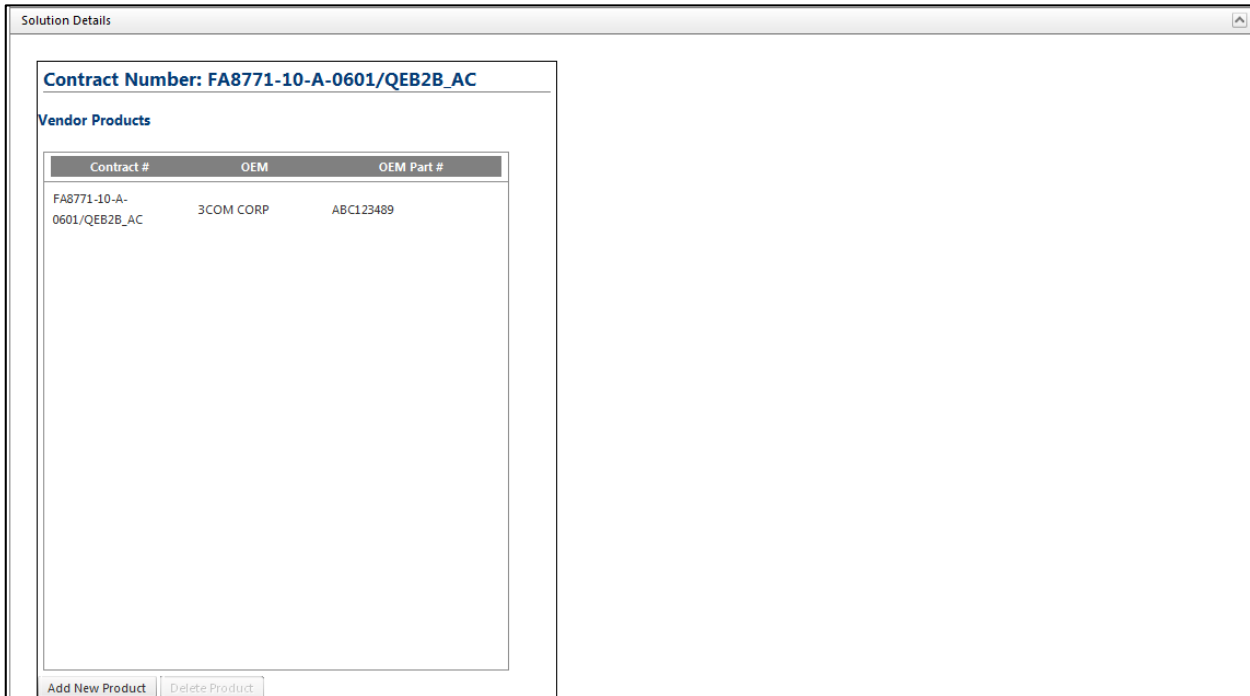 Solution Details
Contract Number: FA8771-10-A-0601/QEB2B_AC
Vendor Products
Contract # OEM OEM Part #
FA8771-10-A-
0601/QEB2B_AC 3COM CORP ABC123489
Add New Product Delete Product